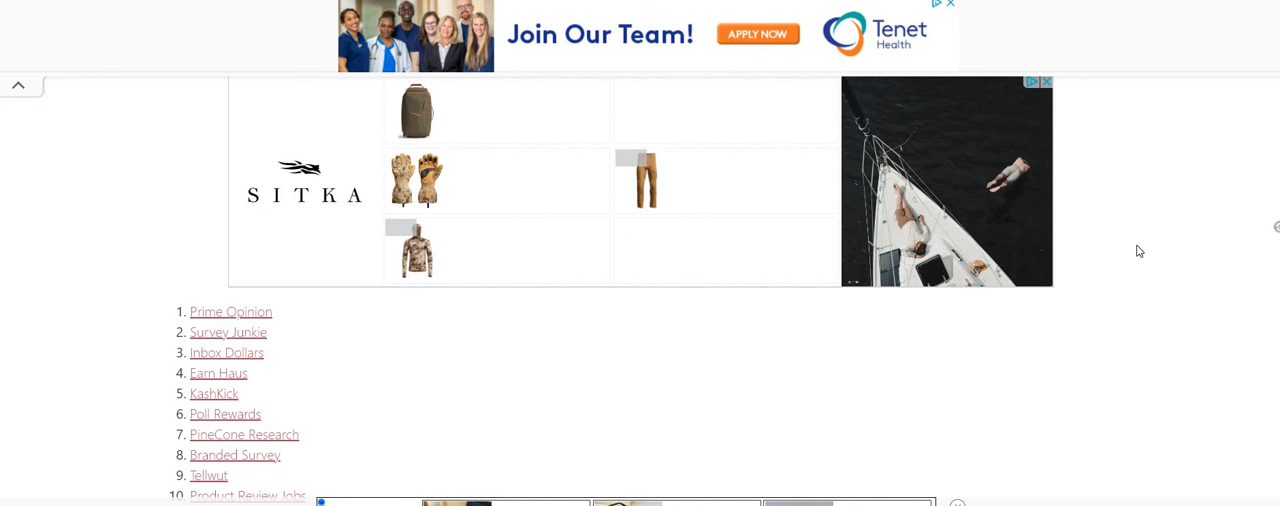 Join Our Team!
APPLY NOW
Tenet
Health
SITKA
1. Prime Opinion
2. Survey Junkie
3. Inbox Dollars
4. Earn Haus
5. KashKick
6. Poll Rewards
7. PineCone Research
8. Branded Survey
9. Tellwut
10. Product Review Jobs